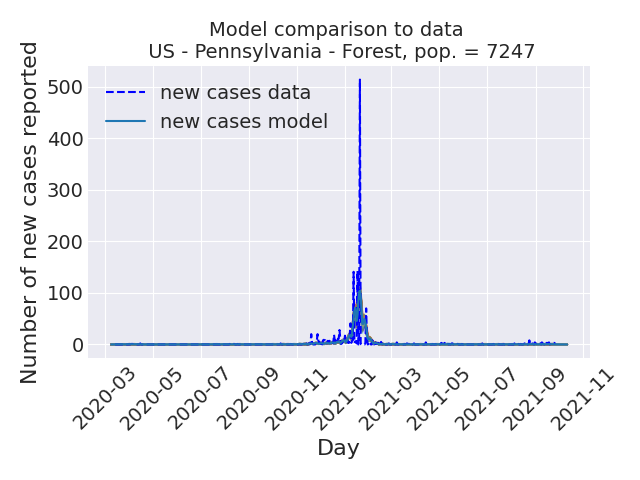 Model comparison to data
US - Pennsylvania - Forest, pop. = 7247
Number of new cases reported
500
400
300
200
100
0
new cases data
new cases model
2020-03
2020-05
2020-07
2020-09
2020-11
2021-01
2021-03
2021-05
2021-07
2021-09
2021-11
Day